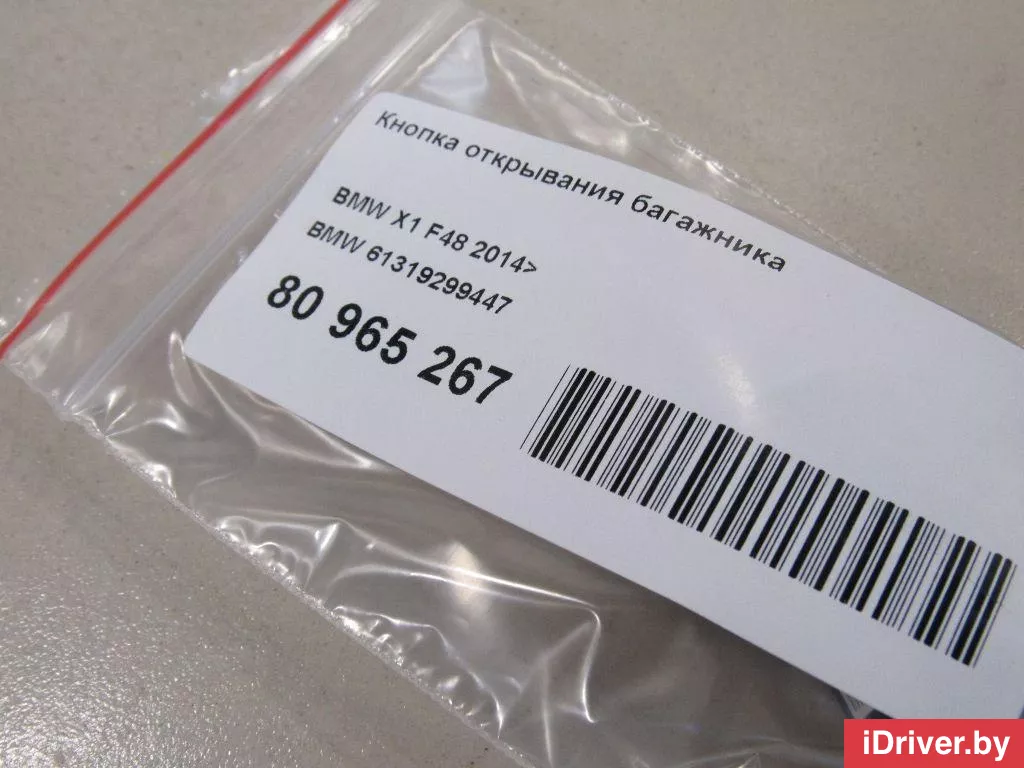 Кнопка открывания багажника
BMW X1 F48 2014>
BMW 61319299447
80 965 267
iDriver.by